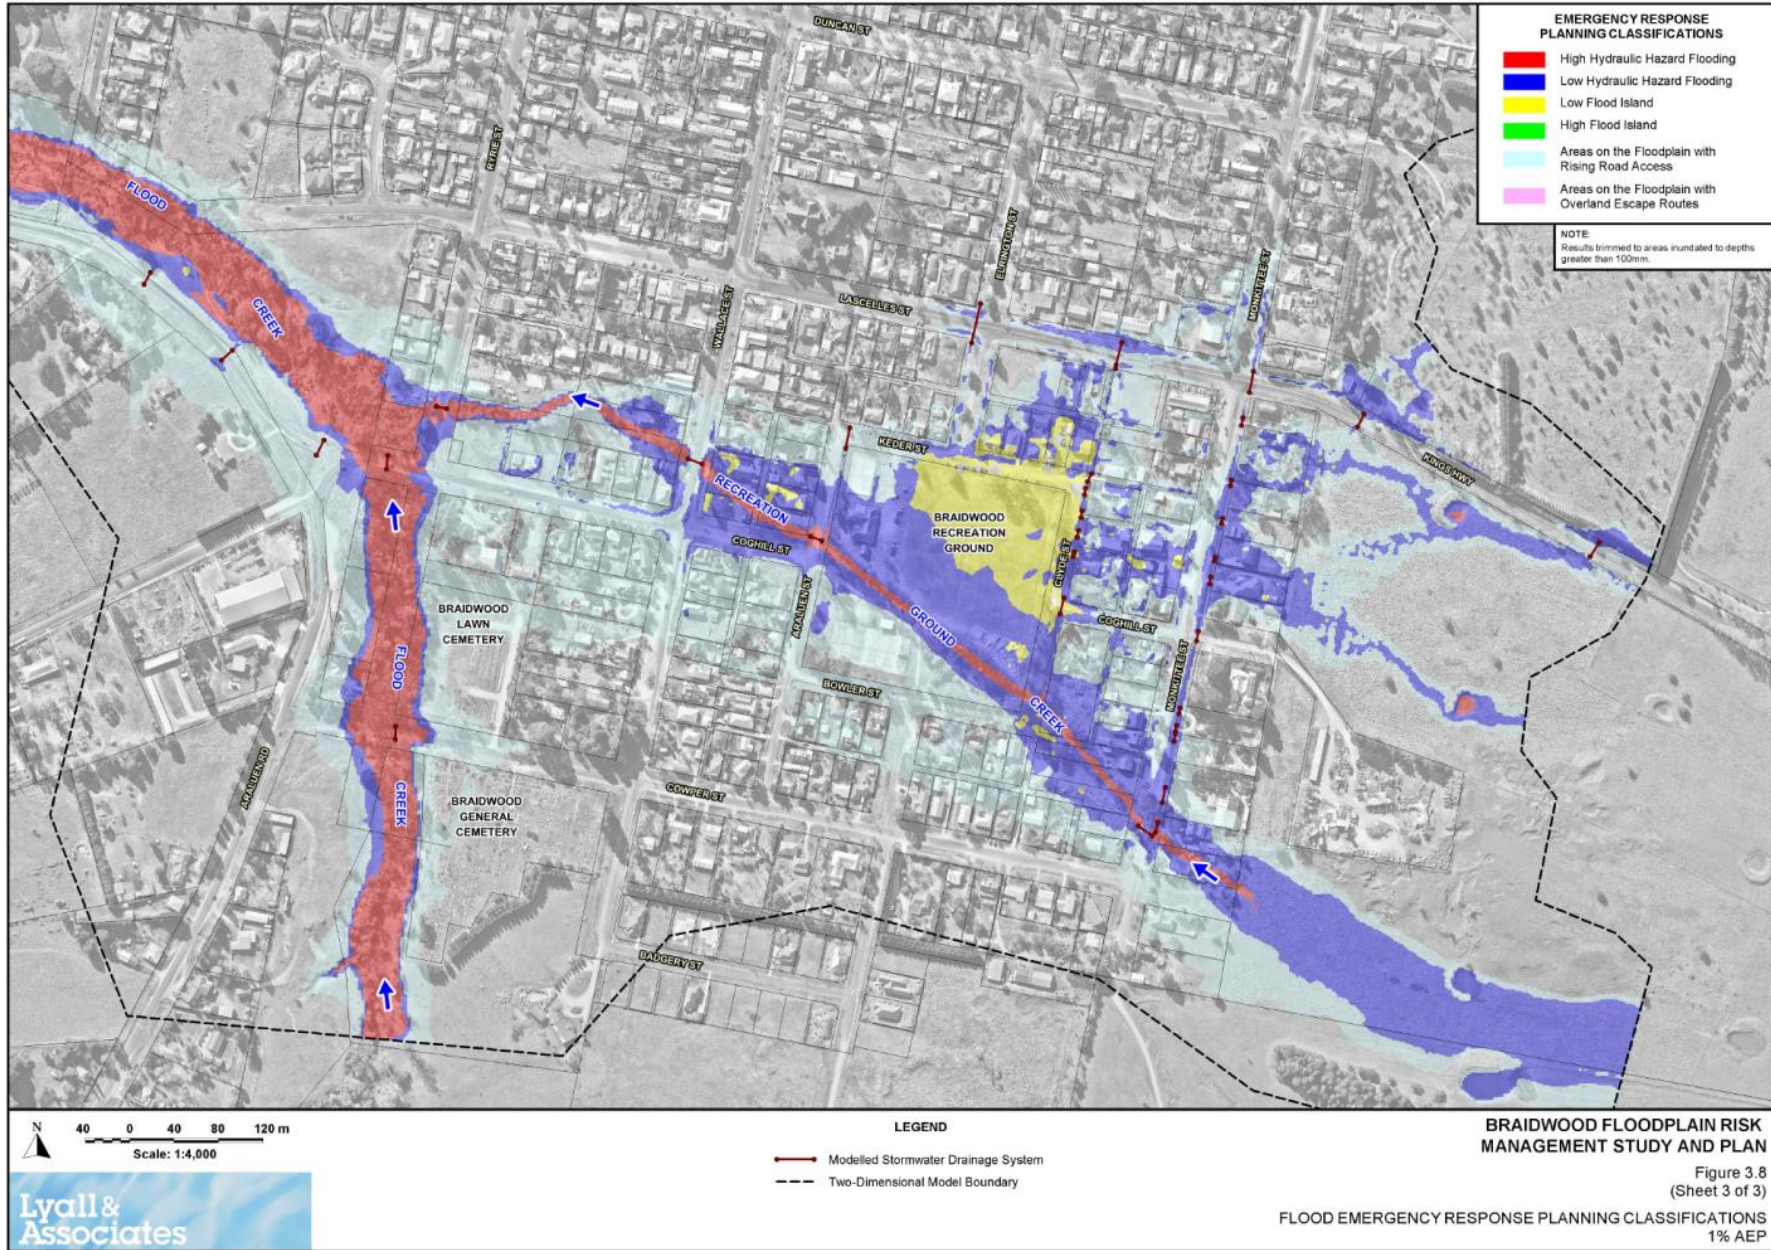 EMERGENCY RESPONSE
PLANNING CLASSIFICATIONS
High Hydraulic Hazard Flooding
Low Hydraulic Hazard Flooding
Low Flood Island
High Flood Island
Areas on the Floodplain with
Rising Road Access
Areas on the Floodplain with
Overland Escape Routes
NOTE:
Results trimmed to areas inundated to depths
greater than 100mm.
DUNCAN ST
RYRIE ST
FLOOD
CREEK
WALLACE ST
LASCELLES ST
ELRINGTON ST
MONKITTEE ST
KEDER ST
KINGS HWY
RECREATION
COGHILL ST
BRAIDWOOD
RECREATION
GROUND
CLYDE ST
ARALUEN ST
GROUND
COGHILL ST
BRAIDWOOD
LAWN
CEMETERY
FLOOD
MONKITTEE ST
BOWLER ST
CREEK
ARALUEN RD
CREEK
COWPER ST
BRAIDWOOD
GENERAL
CEMETERY
BADGERY ST
N
40 0 40 80 120 m
Scale: 1:4,000
Lyall &
Associates
LEGEND
Modelled Stormwater Drainage System
Two-Dimensional Model Boundary
BRAIDWOOD FLOODPLAIN RISK
MANAGEMENT STUDY AND PLAN
Figure 3.8
(Sheet 3 of 3)
FLOOD EMERGENCY RESPONSE PLANNING CLASSIFICATIONS
1% AEP